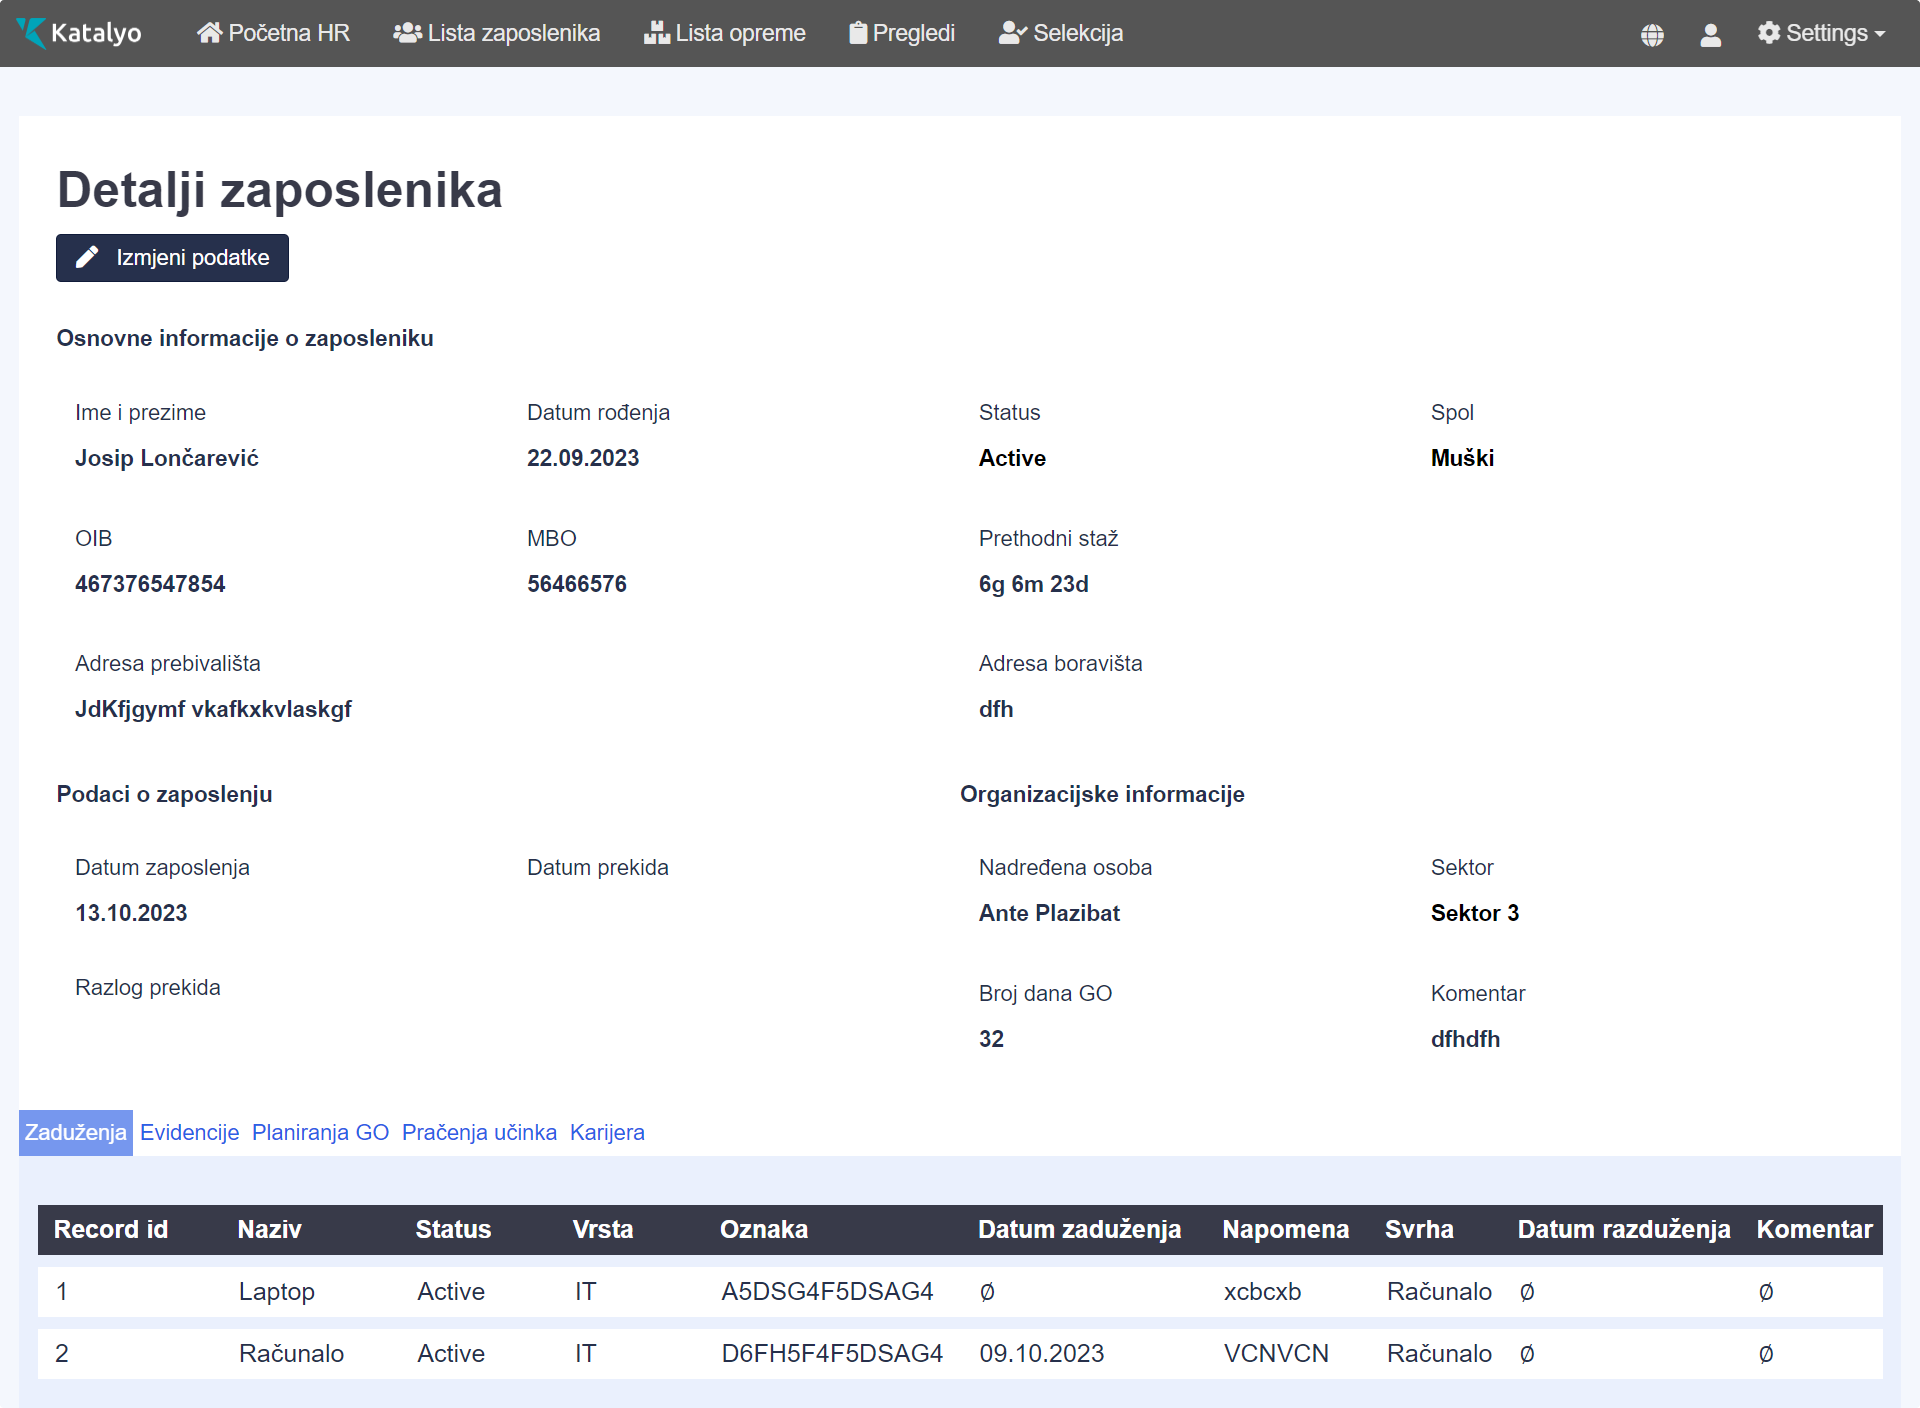 Katalyo Početna HR Lista zaposlenika Lista opreme Pregledi Selekcija Settings
Detalji zaposlenika
Izmjeni podatke
Osnovne informacije o zaposleniku
Ime i prezime Datum rođenja Status Spol
Josip Lončarević 22.09.2023 Active Muški
OIB MBO Prethodni staž
467376547854 56466576 6g 6m 23d
Adresa prebivališta Adresa boravišta
JdKfjgymf vkafkxkvlaskgf dfh
Podaci o zaposlenju Organizacijske informacije
Datum zaposlenja Datum prekida Nadređena osoba Sektor
13.10.2023 Ante Plazibat Sektor 3
Razlog prekida Broj dana GO Komentar
32 dfhdfh
Zaduženja Evidencije Planiranja GO Pračenja učinka Karijera
Record id Naziv Status Vrsta Oznaka Datum zaduženja Napomena Svrha Datum razduženja Komentar
1 Laptop Active IT A5DSG4F5DSAG4 Ø xcbcxb Računalo Ø Ø
2 Računalo Active IT D6FH5F4F5DSAG4 09.10.2023 VCNVCN Računalo Ø Ø